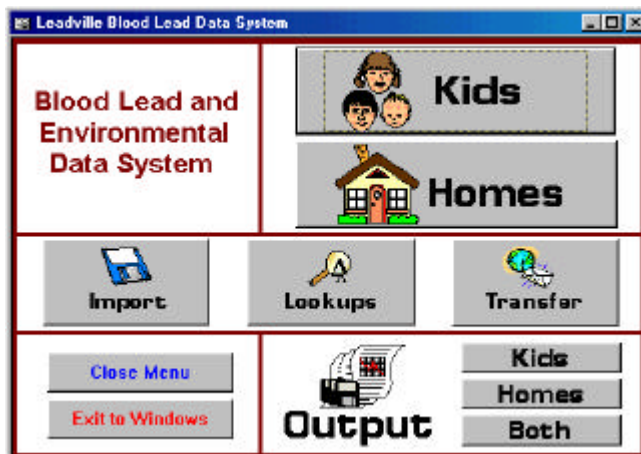 Leadville Blood Lead Data System
Blood Lead and
Environmental
Data System
Kids
Homes
Import
Lookups
Transfer
Close Menu
Exit to Windows
Output
Kids
Homes
Both